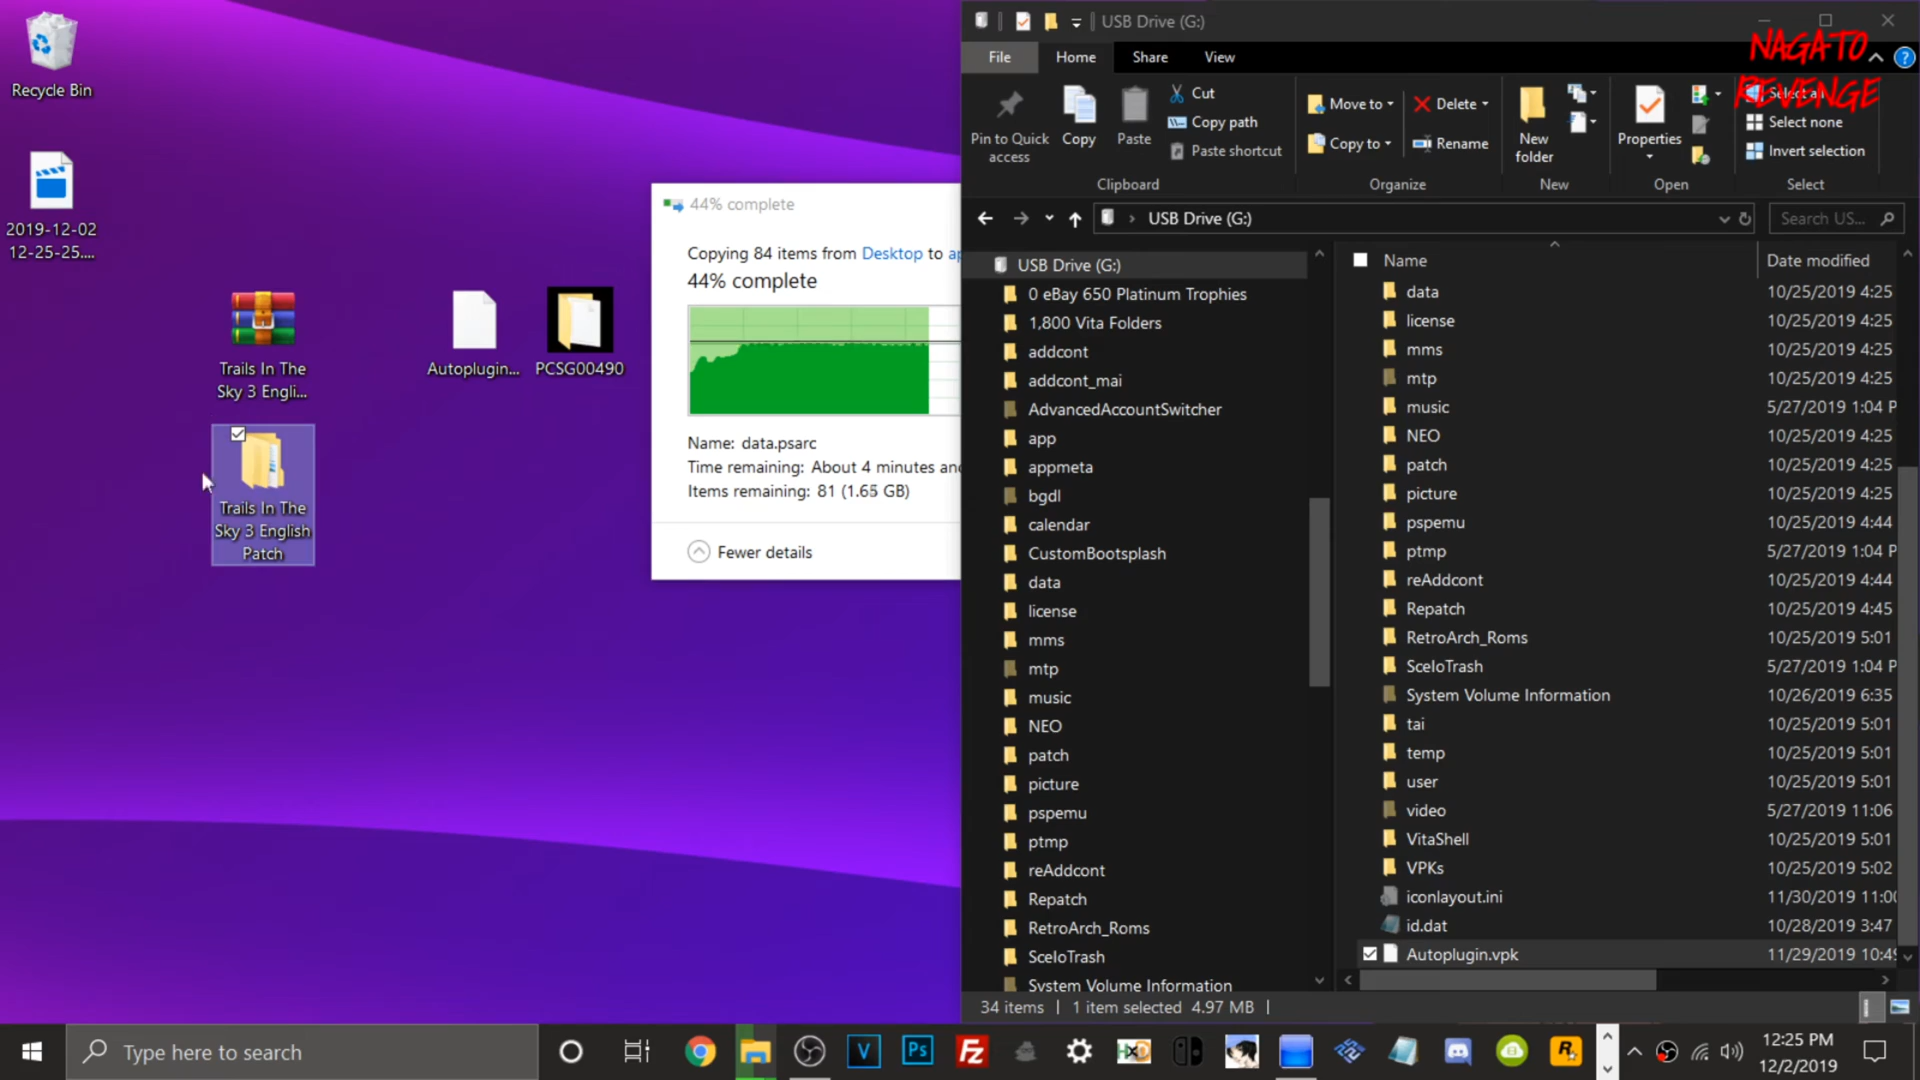 Recycle Bin
2019-12-02
12-25-25....
Trails In The
Sky 3 Engli...
Autoplugin...
PCSG00490
Trails In The
Sky 3 English
Patch
44% complete
Copying 84 items from Desktop to ap
44% complete
Name: data.psarc
Time remaining: About 4 minutes and
Items remaining: 81 (1.65 GB)
Fewer details
USB Drive (G:)
NAGATO
REVENGE
File
Home
Share
View
Pin to Quick
access
Copy
Paste
Cut
Copy path
Paste shortcut
Clipboard
Move to
Copy to
Delete
Rename
Organize
New
folder
New
Properties
Open
Select all
Select none
Invert selection
Select
USB Drive (G:)
Search US...
USB Drive (G:)
0 eBay 650 Platinum Trophies
1,800 Vita Folders
addcont
addcont_mai
AdvancedAccountSwitcher
app
appmeta
bgdl
calendar
CustomBootsplash
data
license
mms
mtp
music
NEO
patch
picture
pspemu
ptmp
reAddcont
Repatch
RetroArch_Roms
SceIoTrash
System Volume Information
Name
Date modified
data 10/25/2019 4:25
license 10/25/2019 4:25
mms 10/25/2019 4:25
mtp 10/25/2019 4:25
music 5/27/2019 1:04 P
NEO 10/25/2019 4:25
patch 10/25/2019 4:25
picture 10/25/2019 4:25
pspemu 10/25/2019 4:44
ptmp 5/27/2019 1:04 P
reAddcont 10/25/2019 4:44
Repatch 10/25/2019 4:45
RetroArch_Roms 10/25/2019 5:01
SceIoTrash 5/27/2019 1:04 P
System Volume Information 10/26/2019 6:35
tai 10/25/2019 5:01
temp 10/25/2019 5:01
user 10/25/2019 5:01
video 5/27/2019 11:06
VitaShell 10/25/2019 5:01
VPKs 10/25/2019 5:02
iconlayout.ini 11/30/2019 11:00
id.dat 10/28/2019 3:47
Autoplugin.vpk 11/29/2019 10:49
34 items
1 item selected 4.97 MB
Type here to search
12:25 PM
12/2/2019